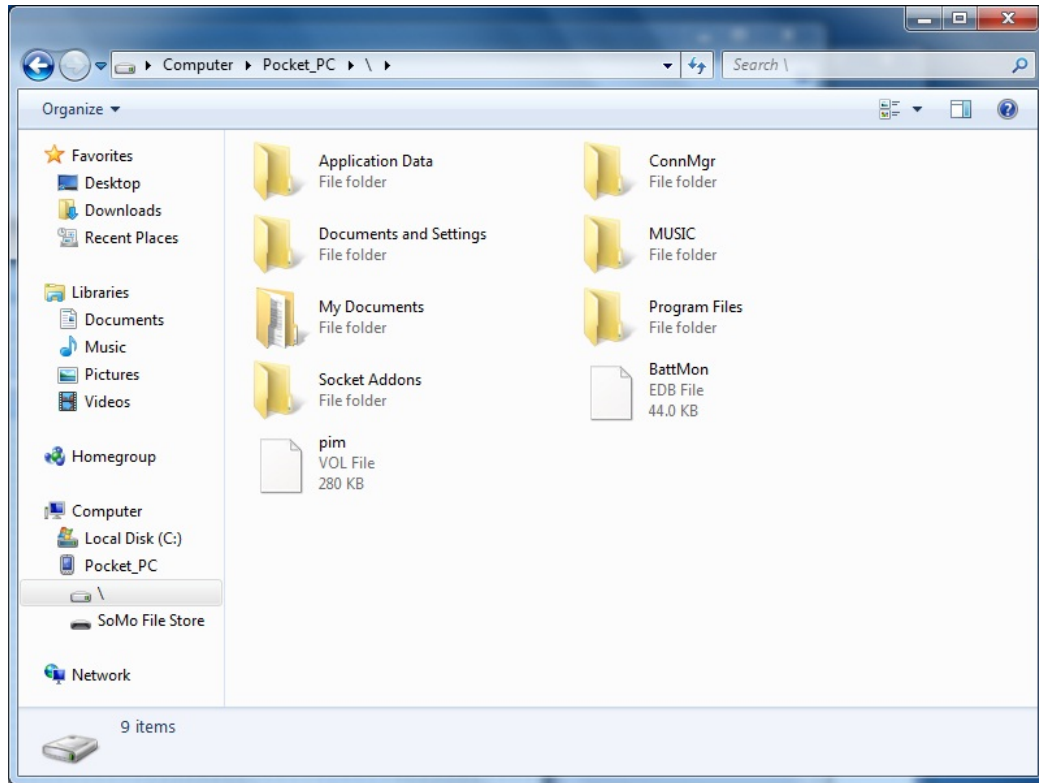 Computer Pocket_PC \
Search \
Organize
Favorites
Desktop
Downloads
Recent Places
Libraries
Documents
Music
Pictures
Videos
Homegroup
Computer
Local Disk (C:)
Pocket_PC
\
SoMo File Store
Network
Application Data
File folder
ConnMgr
File folder
Documents and Settings
File folder
MUSIC
File folder
My Documents
File folder
Program Files
File folder
Socket Addons
File folder
BattMon
EDB File
44.0 KB
pim
VOL File
280 KB
9 items